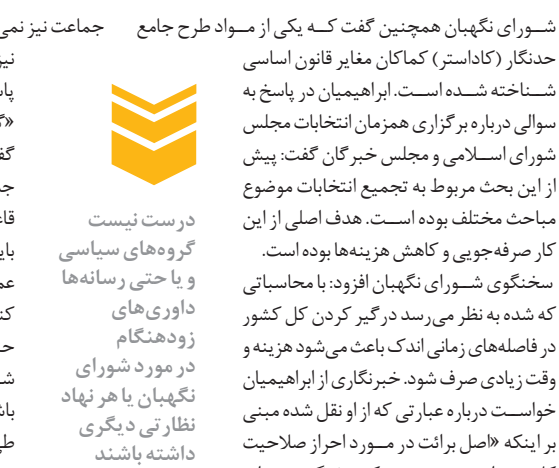 شورای نگهبان همچنین گفت کـه یکی از مـواد طرح جامع
حدنگار (کاداستر) کماکان مغایر قانون اساسی
شناخته شده است. ابراهیمیان در پاسخ به
سوالی درباره برگزاری همزمان انتخابات مجلس
شورای اسلامی و مجلس خبرگان گفت: پیش
از این بحث مربوط به تجمیع انتخابات موضوع
مباحث مختلف بوده است. هدف اصلی از این
کار صرفه‌جویی و کاهش هزینه‌ها بوده است.
سخنگوی شورای نگهبان افزود: با محاسباتی
که شده به نظر می‌رسد درگیر کردن کل کشور
در فاصله‌های زمانی اندک باعث می‌شود هزینه و
وقت زیادی صرف شود. خبرنگاری از ابراهیمیان
خواست درباره عبارتی که از او نقل شده مبنی
بر اینکه «اصل برائت در مورد احراز صلاحیت
درست نیست
گروه‌های سیاسی
و یا حتی رسانه‌ها
داوری‌های
زودهنگام
در مورد شورای
نگهبان یا هر نهاد
نظارتی دیگری
داشته باشند
جماعت نیز نمی